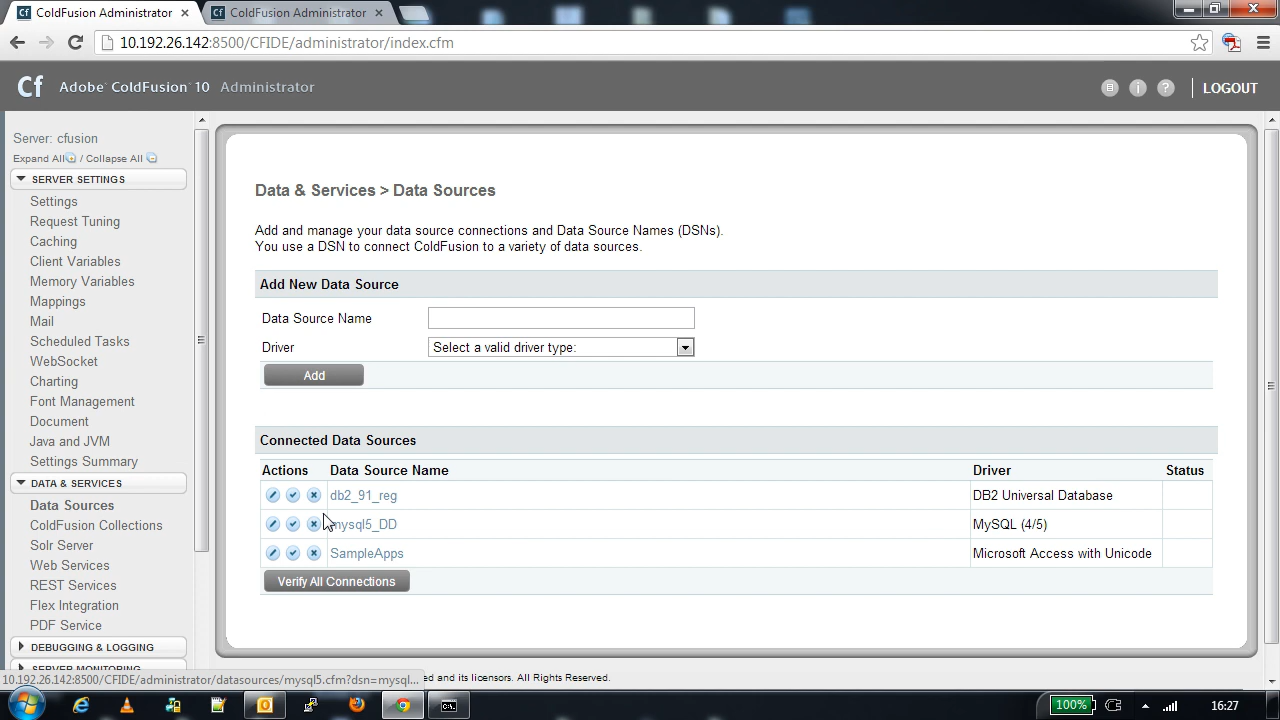 ColdFusion Administrator
ColdFusion Administrator
10.192.26.142:8500/CFIDE/administrator/index.cfm
Cf Adobe® ColdFusion® 10 Administrator
LOGOUT
Server: cfusion
Expand All / Collapse All
SERVER SETTINGS
Settings
Request Tuning
Caching
Client Variables
Memory Variables
Mappings
Mail
Scheduled Tasks
WebSocket
Charting
Font Management
Document
Java and JVM
Settings Summary
DATA & SERVICES
Data Sources
ColdFusion Collections
Solr Server
Web Services
REST Services
Flex Integration
PDF Service
DEBUGGING & LOGGING
SERVER MONITORING
Data & Services > Data Sources
Add and manage your data source connections and Data Source Names (DSNs).
You use a DSN to connect ColdFusion to a variety of data sources.
Add New Data Source
Data Source Name
Driver Select a valid driver type:
Add
Connected Data Sources
Actions Data Source Name Driver Status
db2_91_reg DB2 Universal Database
mysql5_DD MySQL (4/5)
SampleApps Microsoft Access with Unicode
Verify All Connections
10.192.26.142:8500/CFIDE/administrator/datasources/mysql5.cfm?dsn=mysql...
ed and its licensors. All Rights Reserved.
100%
16:27